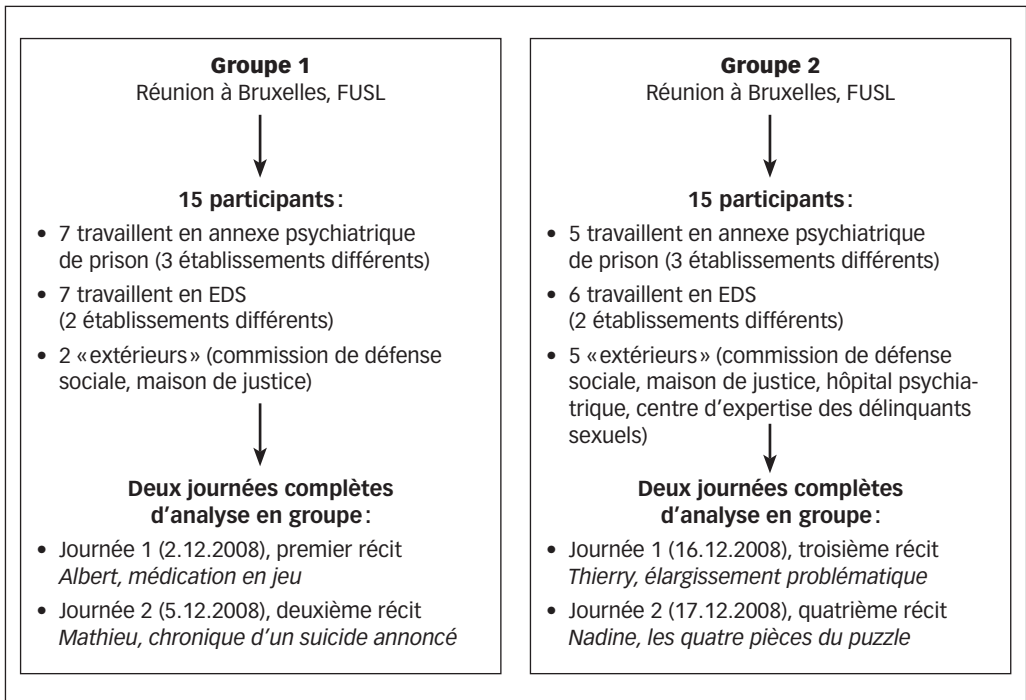 Groupe 1
Réunion à Bruxelles, FUSL
15 participants :
• 7 travaillent en annexe psychiatrique
de prison (3 établissements différents)
• 7 travaillent en EDS
(2 établissements différents)
• 2 «extérieurs» (commission de défense
sociale, maison de justice)
Deux journées complètes
d'analyse en groupe :
• Journée 1 (2.12.2008), premier récit
Albert, médication en jeu
• Journée 2 (5.12.2008), deuxième récit
Mathieu, chronique d'un suicide annoncé
Groupe 2
Réunion à Bruxelles, FUSL
15 participants :
• 5 travaillent en annexe psychiatrique
de prison (3 établissements différents)
• 6 travaillent en EDS
(2 établissements différents)
• 5 «extérieurs» (commission de défense
sociale, maison de justice, hôpital psychia-
trique, centre d'expertise des délinquants
sexuels)
Deux journées complètes
d'analyse en groupe :
• Journée 1 (16.12.2008), troisième récit
Thierry, élargissement problématique
• Journée 2 (17.12.2008), quatrième récit
Nadine, les quatre pièces du puzzle